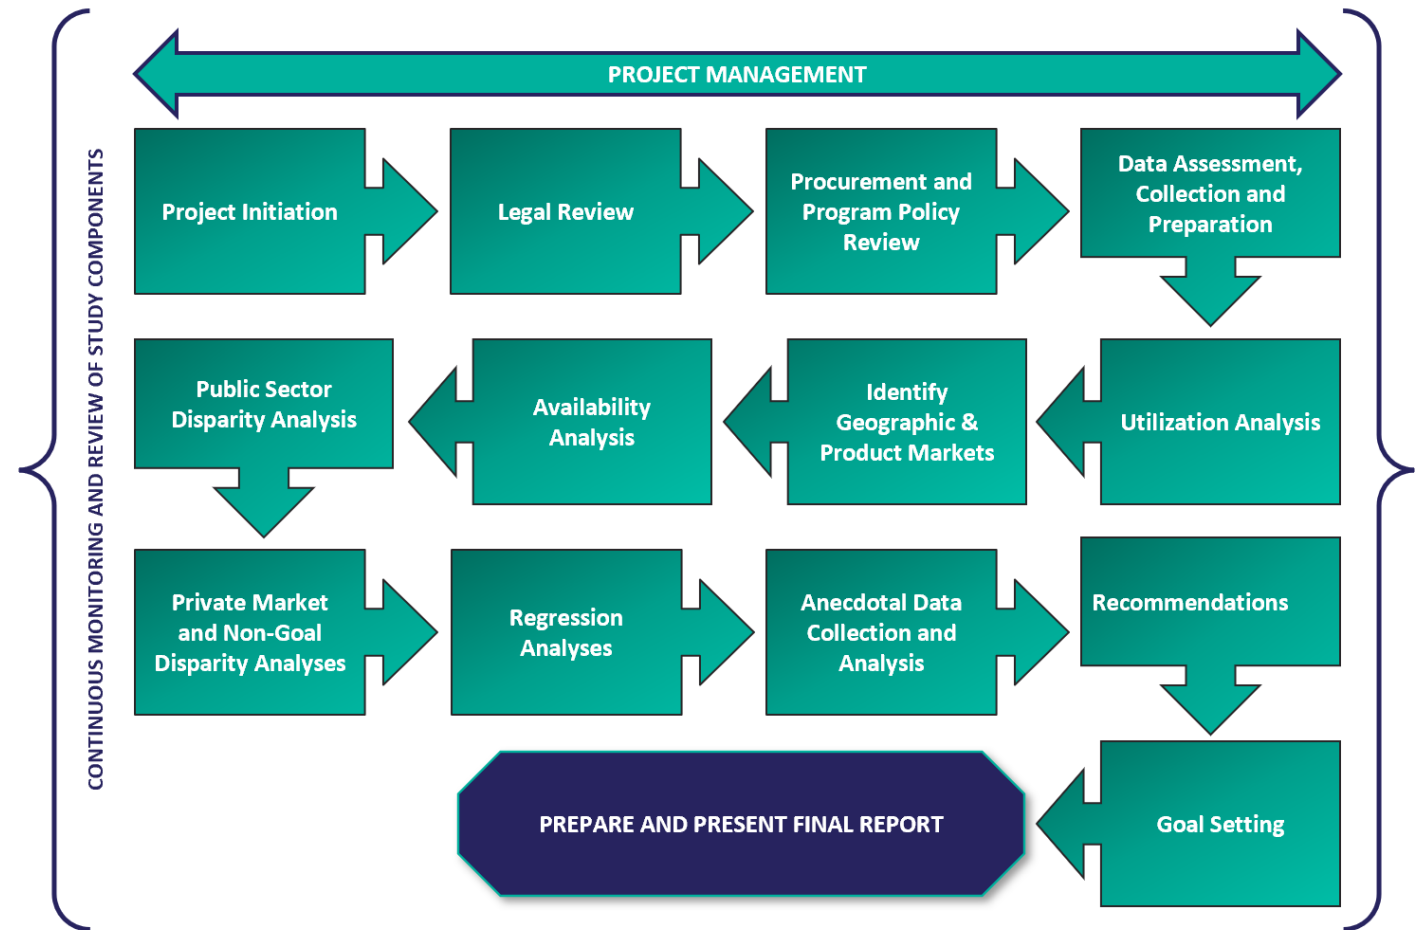 PROJECT MANAGEMENT
CONTINUOUS MONITORING AND REVIEW OF STUDY COMPONENTS
Project Initiation
Legal Review
Procurement and
Program Policy
Review
Data Assessment,
Collection and
Preparation
Utilization Analysis
Identify
Geographic &
Product Markets
Availability
Analysis
Public Sector
Disparity Analysis
Private Market
and Non-Goal
Disparity Analyses
Regression
Analyses
Anecdotal Data
Collection and
Analysis
Recommendations
Goal Setting
PREPARE AND PRESENT FINAL REPORT